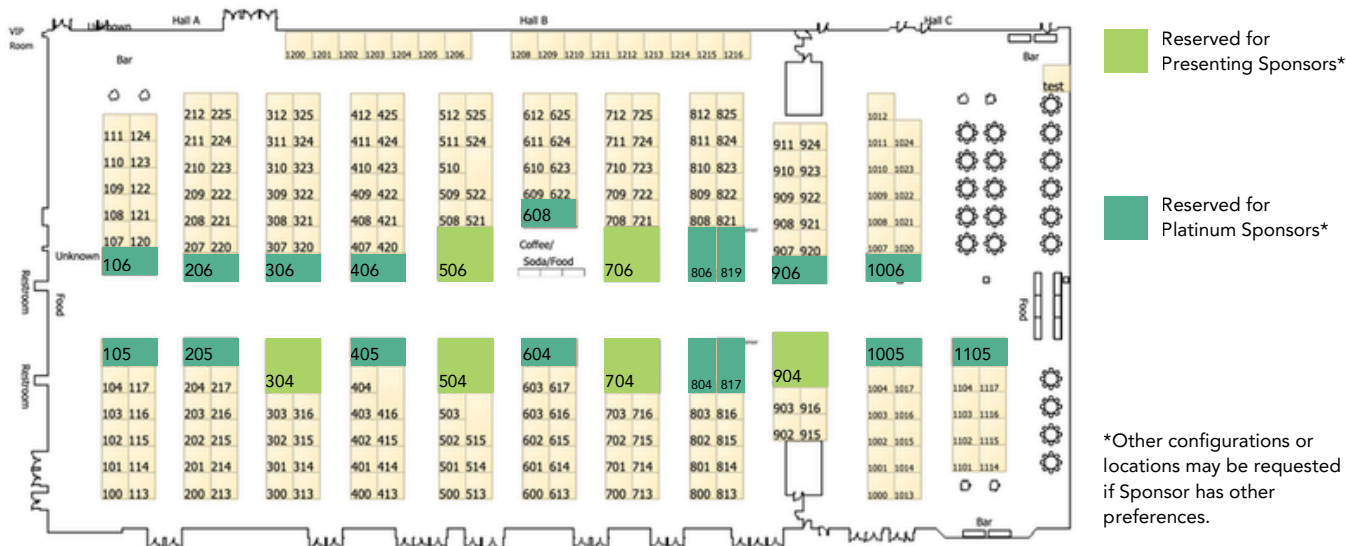 Hall A Hall B Hall C
VIP
Room
Unknown
Bar
Bar
test
1200 1201 1202 1203 1204 1205 1206 1208 1209 1210 1211 1212 1213 1214 1215 1216
212 225 312 325 412 425 512 525 612 625 712 725 812 825 1012
111 124 211 224 311 324 411 424 511 524 611 624 711 724 811 824 911 924 1011 1024
110 123 210 223 310 323 410 423 510 610 623 710 723 810 823 910 923 1010 1023
109 122 209 222 309 322 409 422 509 522 609 622 709 722 809 822 909 922 1009 1022
108 121 208 221 308 321 408 421 508 521 608 708 721 808 821 908 921 1008 1021
107 120 207 220 307 320 407 420 907 920 1007 1020
Unknown
106 206 306 406 506 706 806 819 906 1006
Coffee/
Soda/Food
Restroom
Food
Food
Restroom
105 205 304 405 504 604 704 804 817 904 1005 1105
104 117 204 217 404 603 617 1004 1017 1104 1117
103 116 203 216 303 316 403 416 503 603 616 703 716 803 816 903 916 1003 1016 1103 1116
102 115 202 215 302 315 402 415 502 515 602 615 702 715 802 815 902 915 1002 1015 1102 1115
101 114 201 214 301 314 401 414 501 514 601 614 701 714 801 814 1001 1014 1101 1114
100 113 200 213 300 313 400 413 500 513 600 613 700 713 800 813 1000 1013
Bar
Reserved for
Presenting Sponsors*
Reserved for
Platinum Sponsors*
*Other configurations or
locations may be requested
if Sponsor has other
preferences.